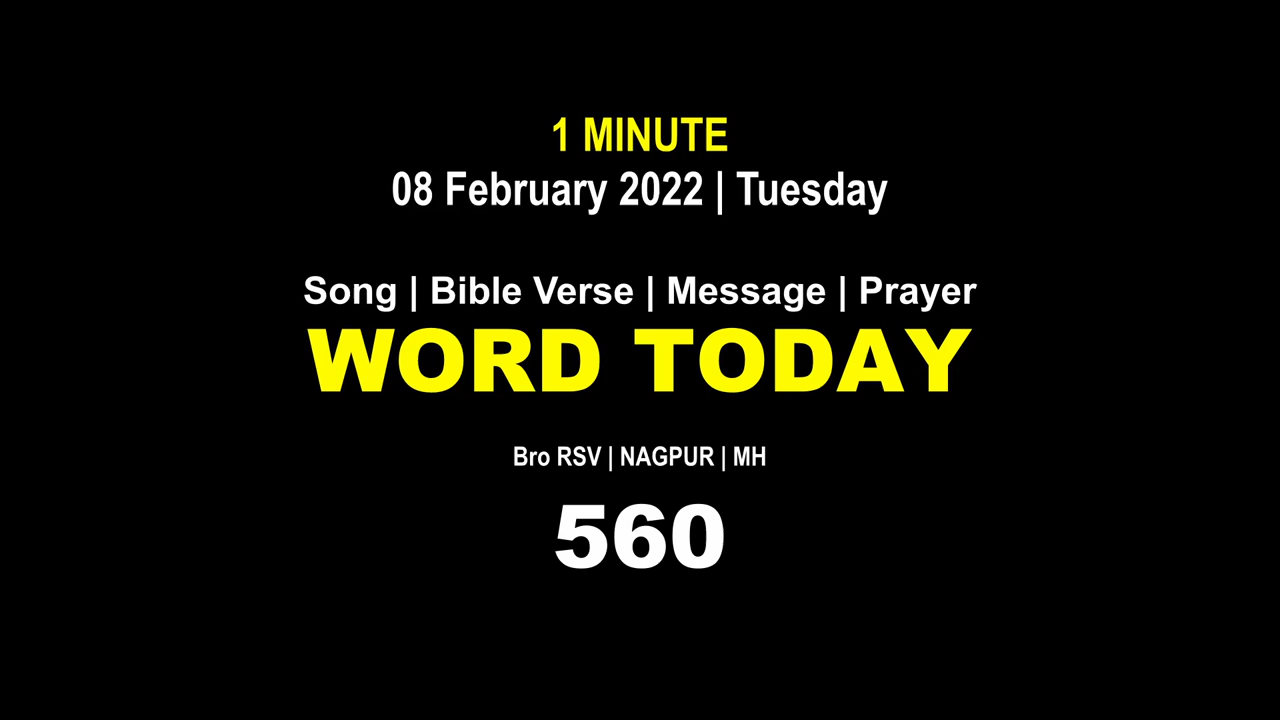 1 MINUTE
08 February 2022 | Tuesday
Song | Bible Verse | Message | Prayer
WORD TODAY
Bro RSV | NAGPUR | MH
560